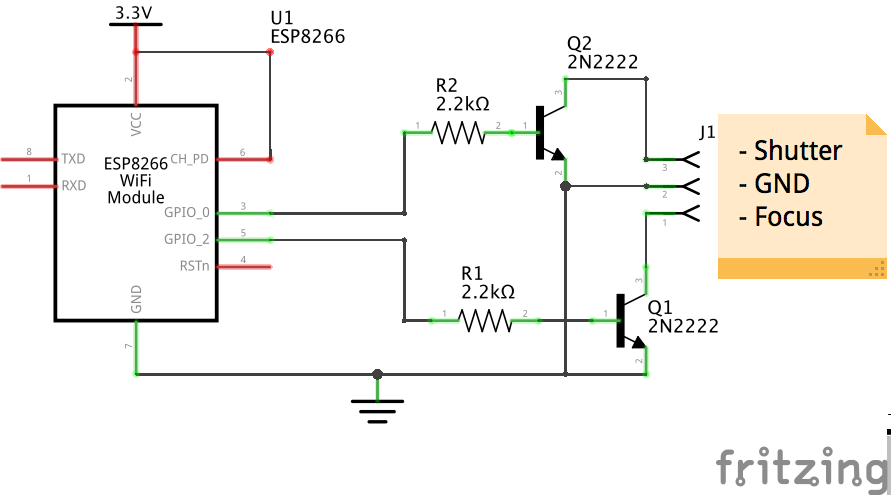 3.3V
U1
ESP8266
2
VCC
8
TXD
1
RXD
ESP8266
WiFi
Module
CH_PD
6
GPIO_0
3
GPIO_2
5
RSTn
4
GND
7
R2
2.2kΩ
1
2
Q2
2N2222
1
3
2
R1
2.2kΩ
1
2
Q1
2N2222
1
3
2
J1
3
2
1
- Shutter
- GND
- Focus
fritzing